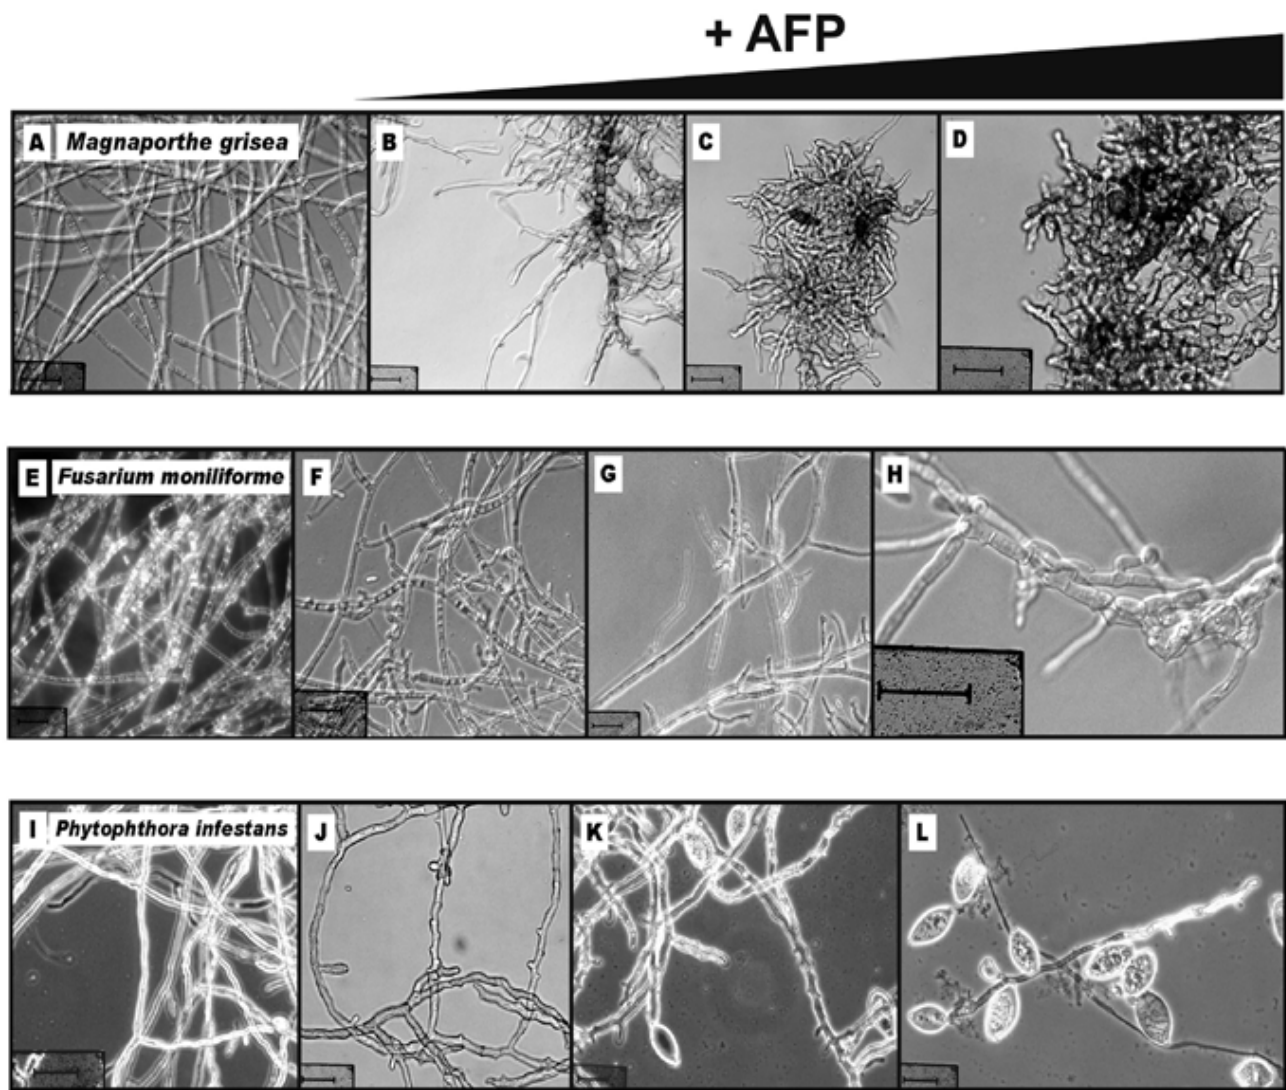 + AFP
A Magnaporthe grisea
B
C
D
E Fusarium moniliforme
F
G
H
I Phytophthora infestans
J
K
L